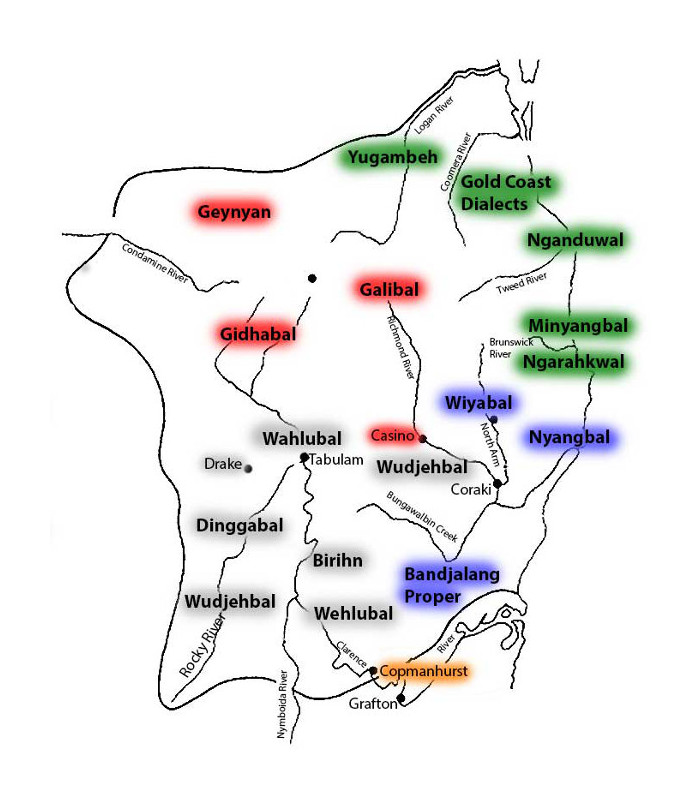 Logan River
Yugambeh
Coomera River
Gold Coast
Dialects
Geynyan
Nganduwal
Condamine River
Tweed River
Galibal
Gidhabal
Richmond River
Minyangbal
Brunswick
River
Ngarahkwal
Wiyabal
Casino
Wahlubal
North Arm
Nyangbal
Drake
Tabulam
Wudjehbal
Coraki
Bungawalbin Creek
Dinggabal
Birihn
Bandjalang
Proper
Wudjehbal
Wehlubal
Rocky River
Clarence
River
Copmanhurst
Nymboida River
Grafton